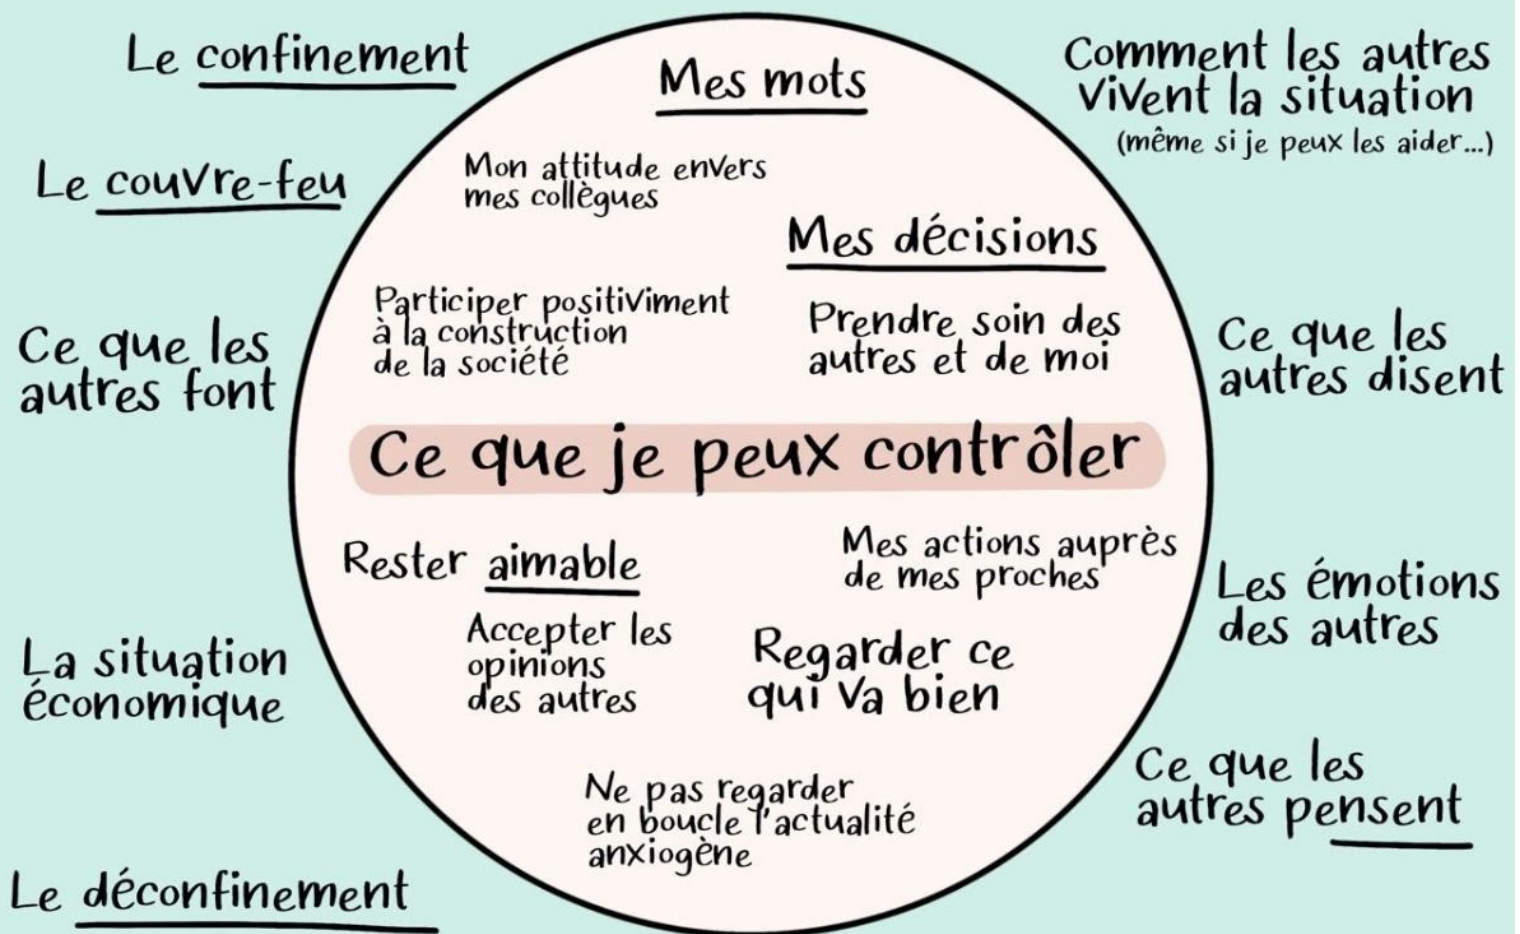 Le confinement
Le couvre-feu
Ce que les
autres font
La situation
économique
Le déconfinement
Mes mots
Mon attitude envers
mes collègues
Mes décisions
Participer positiviment
à la construction
de la société
Prendre soin des
autres et de moi
Ce que je peux contrôler
Rester aimable
Mes actions auprès
de mes proches
Accepter les
opinions
des autres
Regarder ce
qui va bien
Ne pas regarder
en boucle l'actualité
anxiogène
Comment les autres
vivent la situation
(même si je peux les aider...)
Ce que les
autres disent
Les émotions
des autres
Ce que les
autres pensent